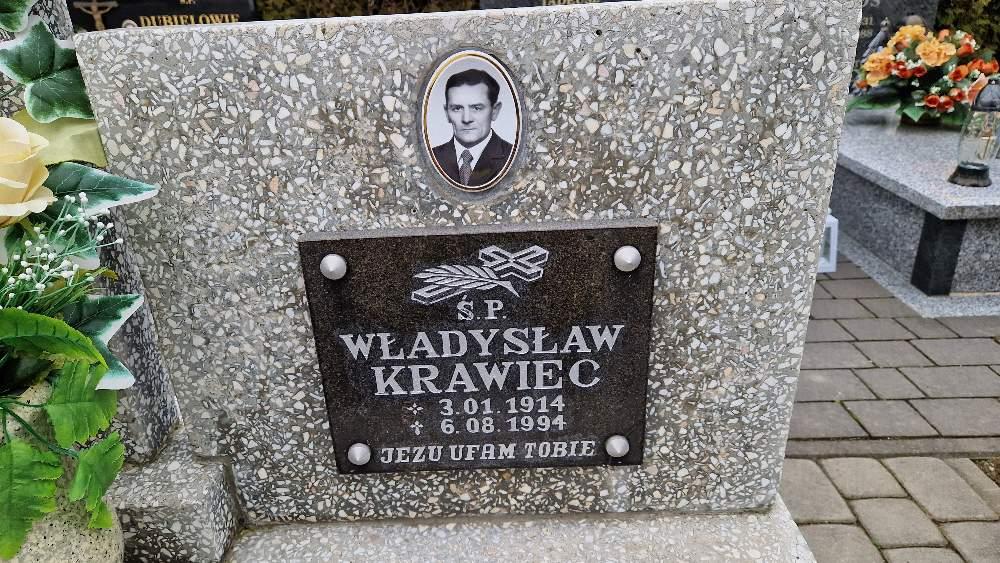 DUBIELOWIE
Ś.P.
WŁADYSŁAW
KRAWIEC
3.01.1914
6.08.1994
JEZU UFAM TOBIE